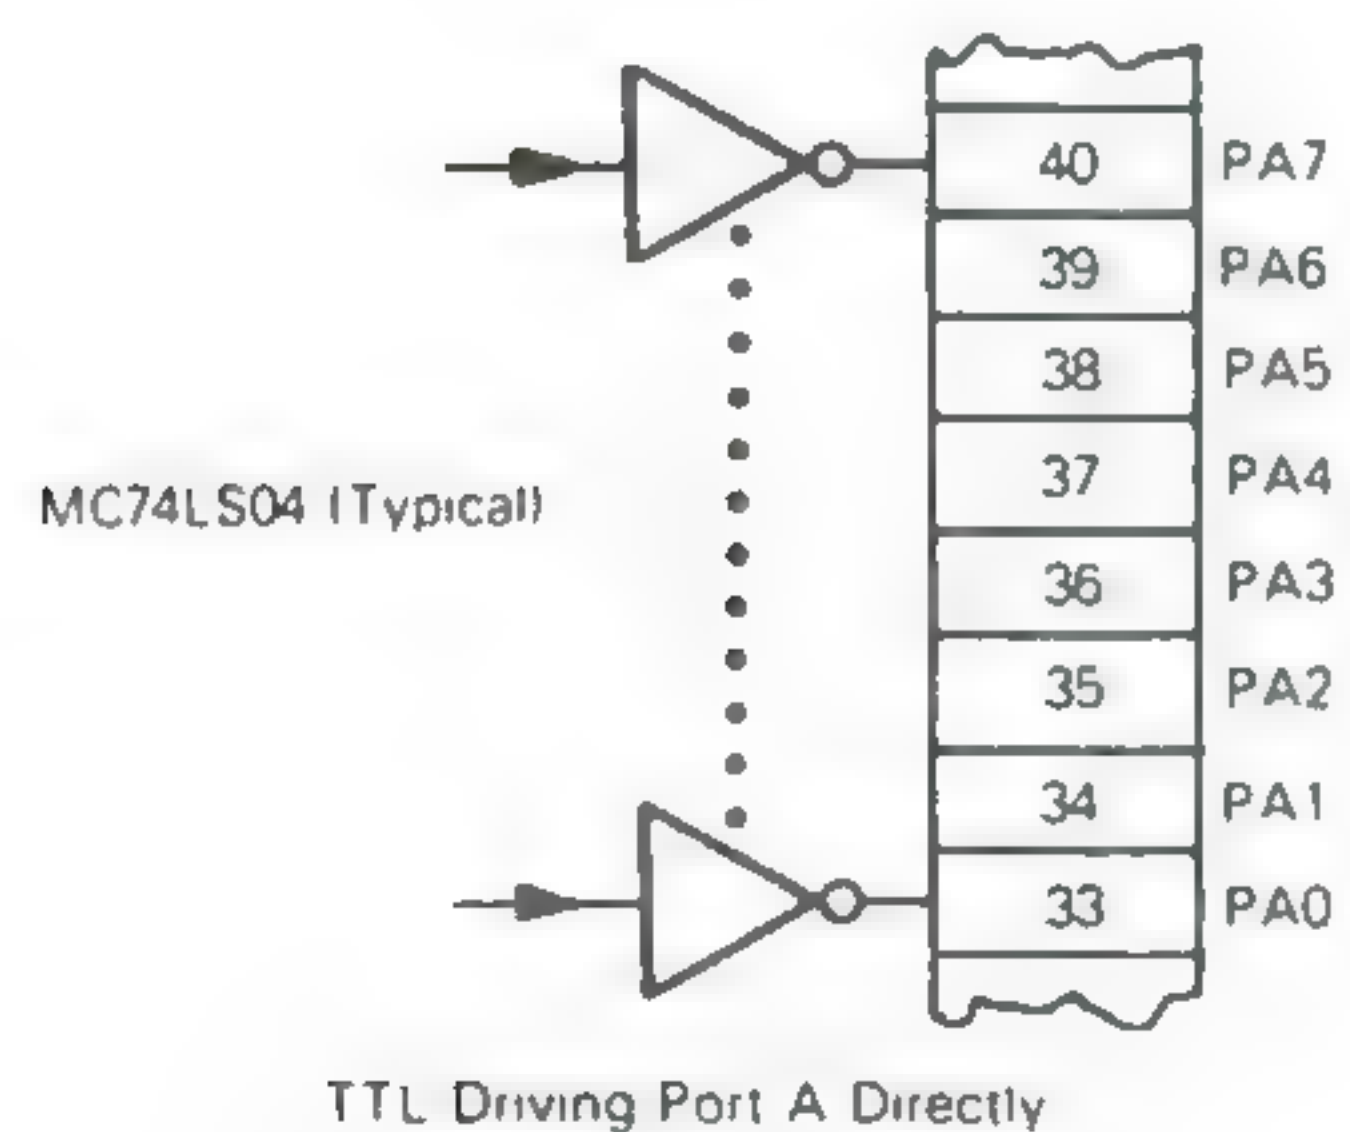 40 PA7
39 PA6
38 PA5
37 PA4
MC74LS04 (Typical)
36 PA3
35 PA2
34 PA1
33 PA0
TTL Driving Port A Directly